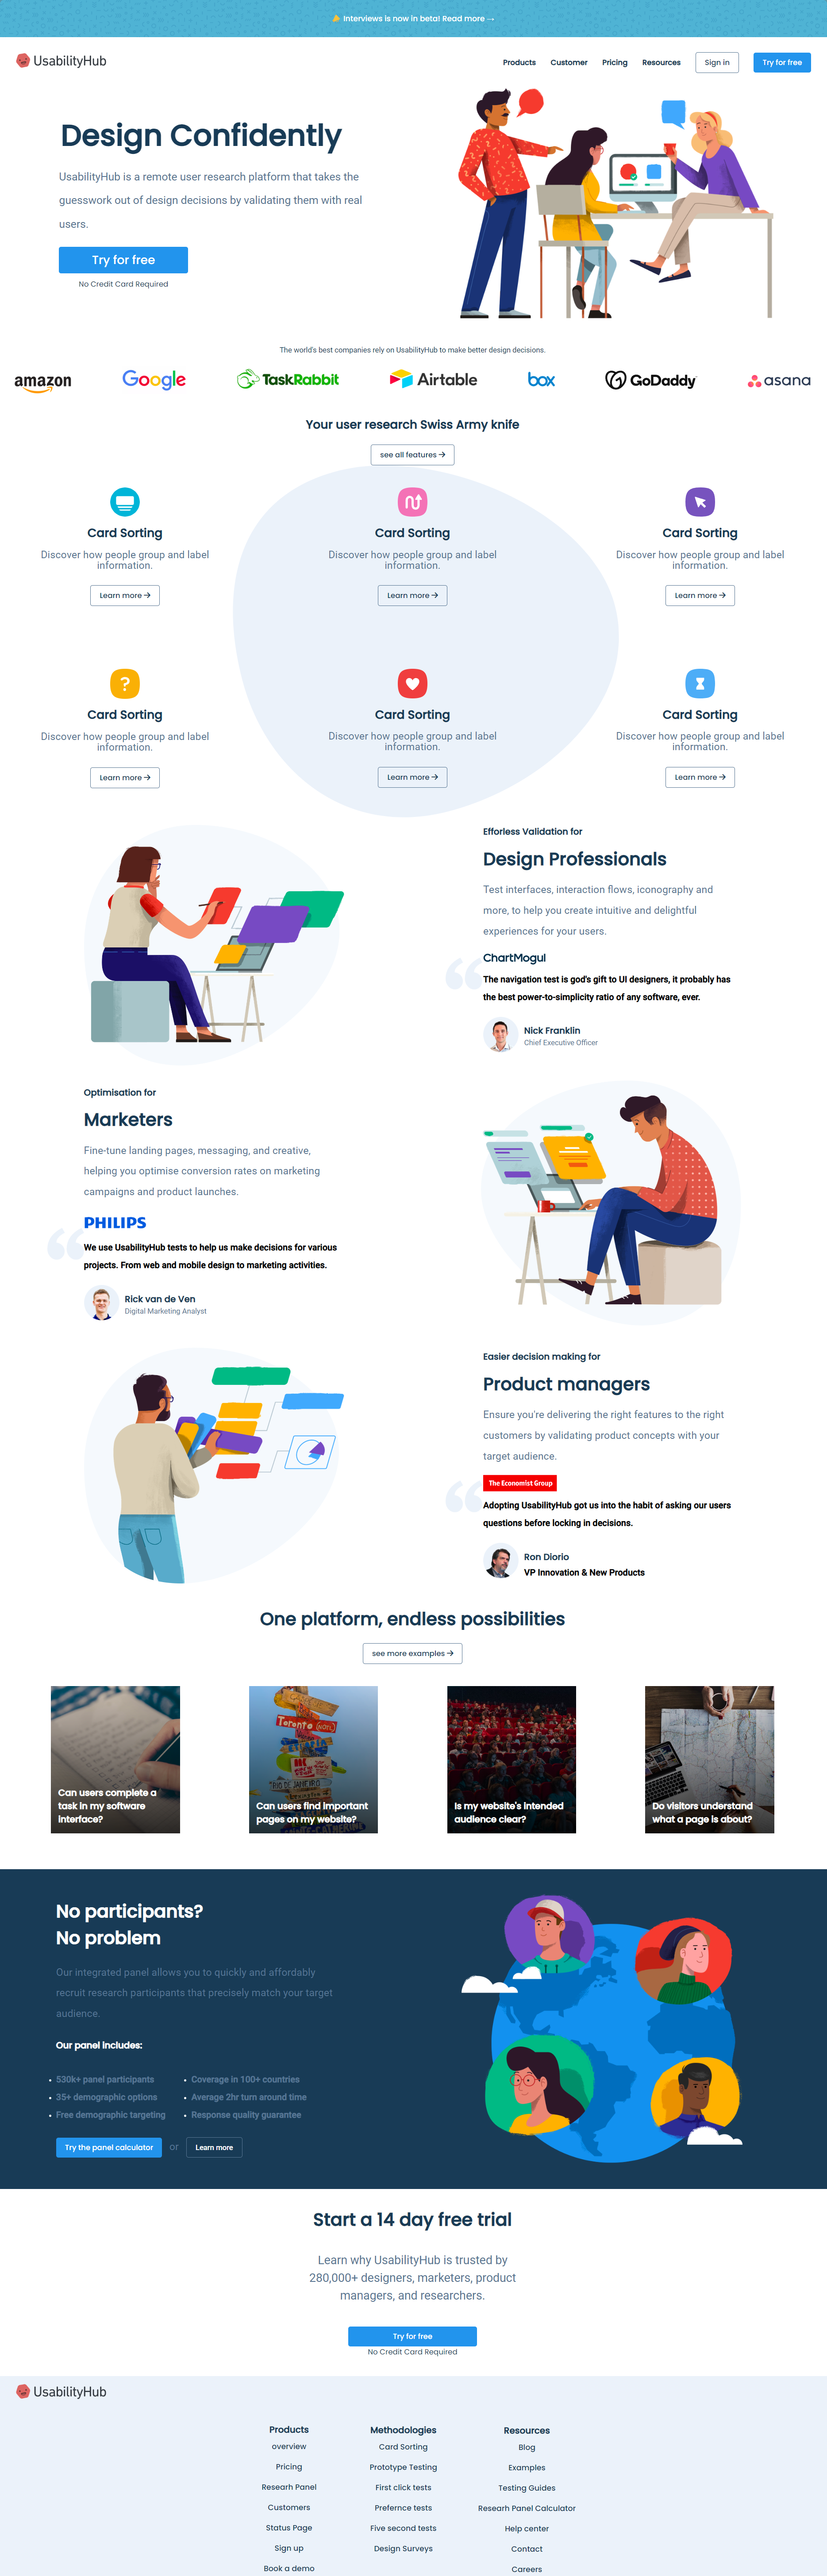 Interviews is now in beta! Read more →
UsabilityHub
Products Customer Pricing Resources Sign in Try for free
Design Confidently
UsabilityHub is a remote user research platform that takes the
guesswork out of design decisions by validating them with real
users.
Try for free
No Credit Card Required
The world's best companies rely on UsabilityHub to make better design decisions.
amazon Google TaskRabbit Airtable box GoDaddy asana
Your user research Swiss Army knife
see all features →
Card Sorting Card Sorting Card Sorting
Discover how people group and label Discover how people group and label Discover how people group and label
information. information. information.
Learn more → Learn more → Learn more →
Card Sorting Card Sorting Card Sorting
Discover how people group and label Discover how people group and label Discover how people group and label
information. information. information.
Learn more → Learn more → Learn more →
Efforless Validation for
Design Professionals
Test interfaces, interaction flows, iconography and
more, to help you create intuitive and delightful
experiences for your users.
ChartMogul
The navigation test is god's gift to UI designers, it probably has
the best power-to-simplicity ratio of any software, ever.
Nick Franklin
Chief Executive Officer
Optimisation for
Marketers
Fine-tune landing pages, messaging, and creative,
helping you optimise conversion rates on marketing
campaigns and product launches.
PHILIPS
We use UsabilityHub tests to help us make decisions for various
projects. From web and mobile design to marketing activities.
Rick van de Ven
Digital Marketing Analyst
Easier decision making for
Product managers
Ensure you're delivering the right features to the right
customers by validating product concepts with your
target audience.
The Economist Group
Adopting UsabilityHub got us into the habit of asking our users
questions before locking in decisions.
Ron Diorio
VP Innovation & New Products
One platform, endless possibilities
see more examples →
Toronto
RIO DE JANEIRO
Can users complete a
task in my software
interface?
Can users find important
pages on my website?
Is my website's intended
audience clear?
Do visitors understand
what a page is about?
No participants?
No problem
Our integrated panel allows you to quickly and affordably
recruit research participants that precisely match your target
audience.
Our panel includes:
• 530k+ panel participants • Coverage in 100+ countries
• 35+ demographic options • Average 2hr turn around time
• Free demographic targeting • Response quality guarantee
Try the panel calculator or Learn more
Start a 14 day free trial
Learn why UsabilityHub is trusted by
280,000+ designers, marketers, product
managers, and researchers.
Try for free
No Credit Card Required
UsabilityHub
Products Methodologies Resources
overview Card Sorting Blog
Pricing Prototype Testing Examples
Researh Panel First click tests Testing Guides
Customers Prefernce tests Researh Panel Calculator
Status Page Five second tests Help center
Sign up Design Surveys Contact
Book a demo Careers